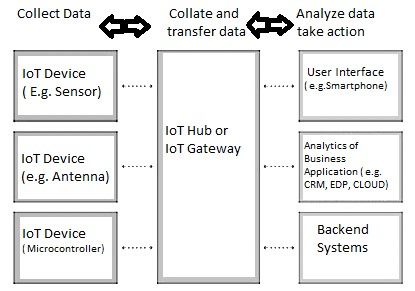 Collect Data
Collate and
transfer data
Analyze data
take action
IoT Device
( E.g. Sensor)
IoT Device
(e.g. Antenna)
IoT Device
( Microcontroller)
IoT Hub or
IoT Gateway
User Interface
( e.g.Smartphone)
Analytics of
Business
Application ( e.g.
CRM, EDP, CLOUD)
Backend
Systems